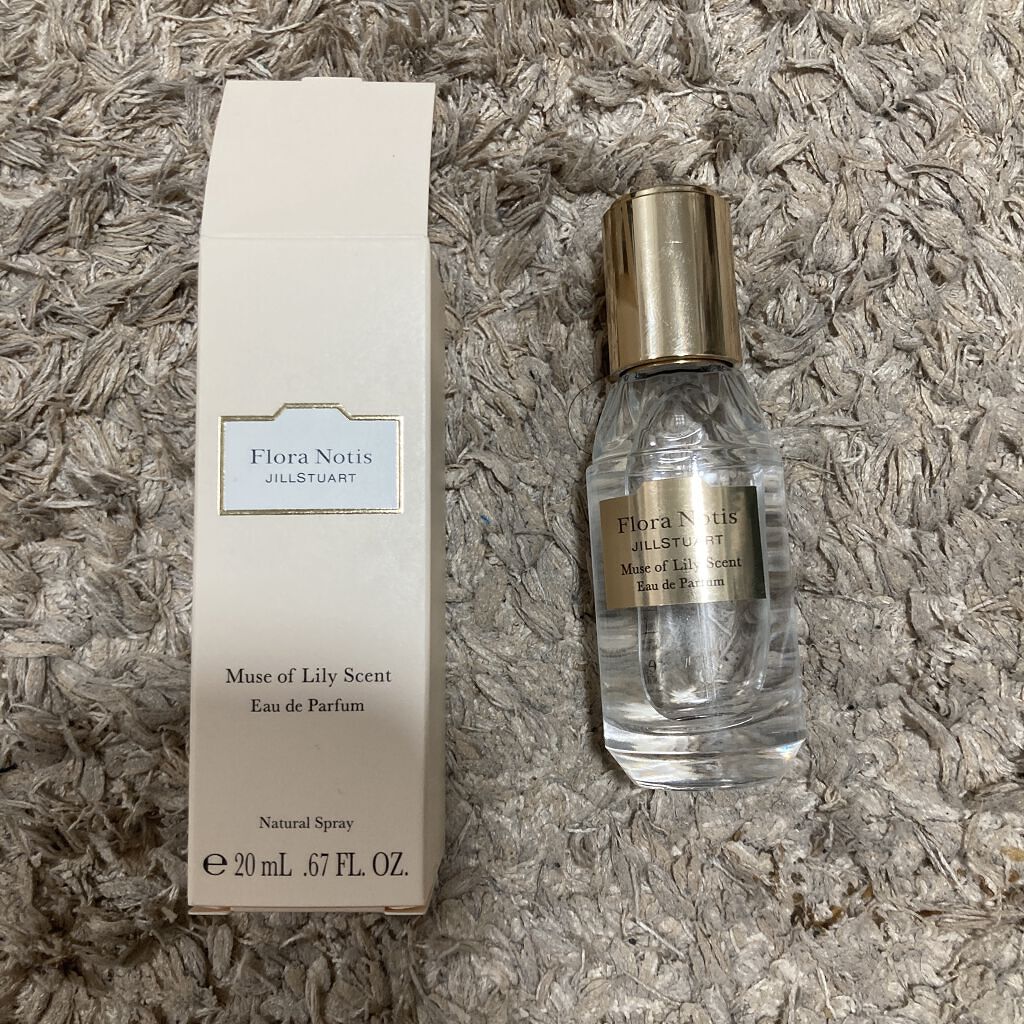 Flora Notis
JILLSTUART
Muse of Lily Scent
Eau de Parfum
Natural Spray
e 20 mL .67 FL. OZ.
Flora Notis
JILLSTUART
Muse of Lily Scent
Eau de Parfum